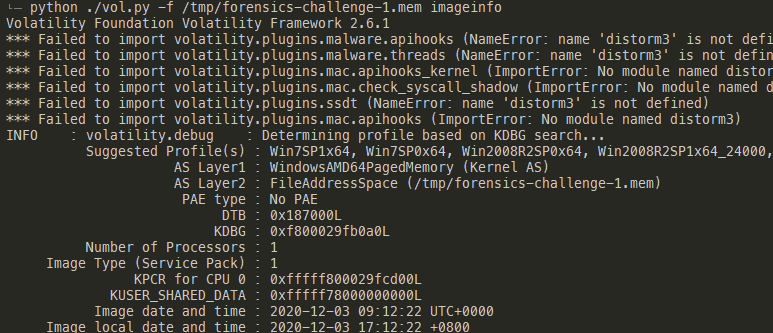 python ./vol.py -f /tmp/forensics-challenge-1.mem imageinfo
Volatility Foundation Volatility Framework 2.6.1
*** Failed to import volatility.plugins.malware.apihooks (NameError: name 'distorm3' is not defi
*** Failed to import volatility.plugins.malware.threads (NameError: name 'distorm3' is not defin
*** Failed to import volatility.plugins.mac.apihooks_kernel (ImportError: No module named distor
*** Failed to import volatility.plugins.mac.check_syscall_shadow (ImportError: No module named d
*** Failed to import volatility.plugins.ssdt (NameError: name 'distorm3' is not defined)
*** Failed to import volatility.plugins.mac.apihooks (ImportError: No module named distorm3)
INFO    : volatility.debug    : Determining profile based on KDBG search...
Suggested Profile(s) : Win7SP1x64, Win7SP0x64, Win2008R2SP0x64, Win2008R2SP1x64_24000,
AS Layer1 : WindowsAMD64PagedMemory (Kernel AS)
AS Layer2 : FileAddressSpace (/tmp/forensics-challenge-1.mem)
PAE type : No PAE
DTB : 0x187000L
KDBG : 0xf800029fb0a0L
Number of Processors : 1
Image Type (Service Pack) : 1
KPCR for CPU 0 : 0xfffff800029fcd00L
KUSER_SHARED_DATA : 0xfffff78000000000L
Image date and time : 2020-12-03 09:12:22 UTC+0000
Image local date and time : 2020-12-03 17:12:22 +0800